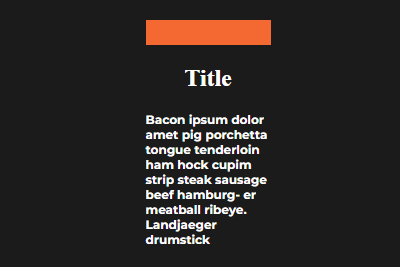 Title
Bacon ipsum dolor
amet pig porchetta
tongue tenderloin
ham hock cupim
strip steak sausage
beef hamburg- er
meatball ribeye.
Landjaeger
drumstick